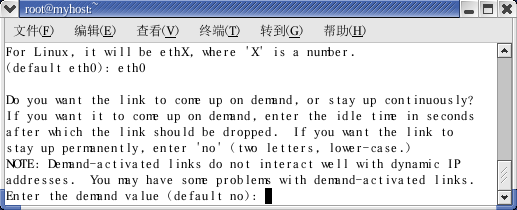 root@myhost:~
文件(F) 编辑(E) 查看(V) 终端(T) 转到(G) 帮助(H)
For Linux, it will be ethX, where 'X' is a number.
(default eth0): eth0
Do you want the link to come up on demand, or stay up continuously?
If you want it to come up on demand, enter the idle time in seconds
after which the link should be dropped.  If you want the link to
stay up permanently, enter 'no' (two letters, lower-case.)
NOTE: Demand-activated links do not interact well with dynamic IP
addresses.  You may have some problems with demand-activated links.
Enter the demand value (default no):